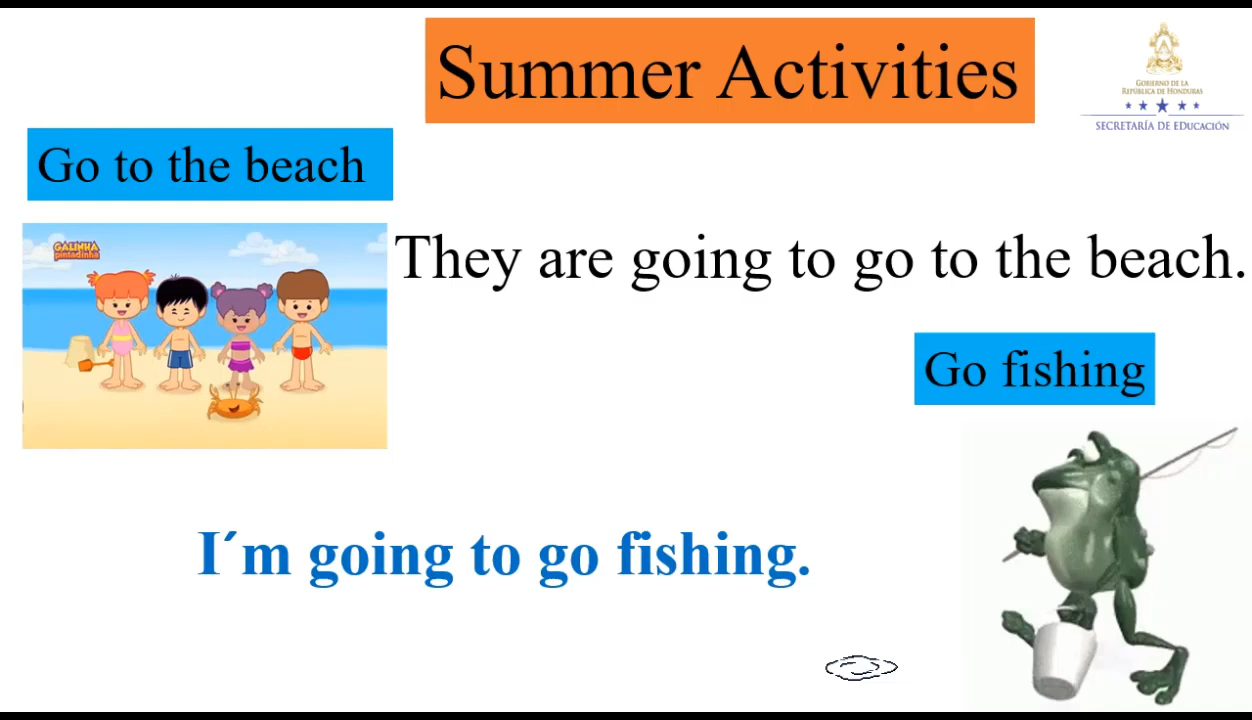 Summer Activities
GOBIERNO DE LA
REPÚBLICA DE HONDURAS
SECRETARÍA DE EDUCACIÓN
Go to the beach
GALINHA
pintadinha
They are going to go to the beach.
Go fishing
I´m going to go fishing.